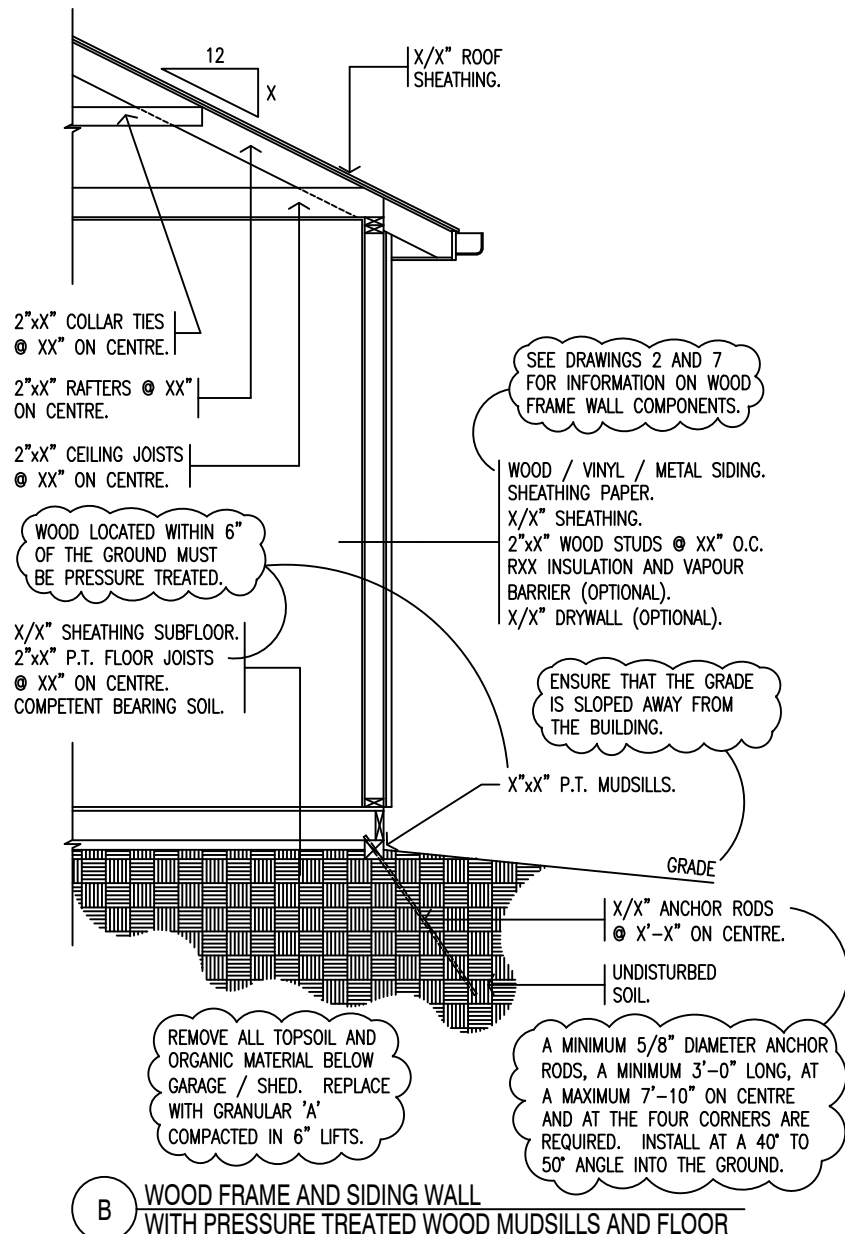 12
X
X/X" ROOF
SHEATHING.
2"xX" COLLAR TIES
@ XX" ON CENTRE.
2"xX" RAFTERS @ XX"
ON CENTRE.
2"xX" CEILING JOISTS
@ XX" ON CENTRE.
SEE DRAWINGS 2 AND 7
FOR INFORMATION ON WOOD
FRAME WALL COMPONENTS.
WOOD / VINYL / METAL SIDING.
SHEATHING PAPER.
X/X" SHEATHING.
2"xX" WOOD STUDS @ XX" O.C.
RXX INSULATION AND VAPOUR
BARRIER (OPTIONAL).
X/X" DRYWALL (OPTIONAL).
WOOD LOCATED WITHIN 6"
OF THE GROUND MUST
BE PRESSURE TREATED.
X/X" SHEATHING SUBFLOOR.
2"xX" P.T. FLOOR JOISTS
@ XX" ON CENTRE.
COMPETENT BEARING SOIL.
ENSURE THAT THE GRADE
IS SLOPED AWAY FROM
THE BUILDING.
X"xX" P.T. MUDSILLS.
GRADE
X/X" ANCHOR RODS
@ X'-X" ON CENTRE.
UNDISTURBED
SOIL.
REMOVE ALL TOPSOIL AND
ORGANIC MATERIAL BELOW
GARAGE / SHED. REPLACE
WITH GRANULAR 'A'
COMPACTED IN 6" LIFTS.
A MINIMUM 5/8" DIAMETER ANCHOR
RODS, A MINIMUM 3'-0" LONG, AT
A MAXIMUM 7'-10" ON CENTRE
AND AT THE FOUR CORNERS ARE
REQUIRED. INSTALL AT A 40° TO
50° ANGLE INTO THE GROUND.
B
WOOD FRAME AND SIDING WALL
WITH PRESSURE TREATED WOOD MUDSILLS AND FLOOR